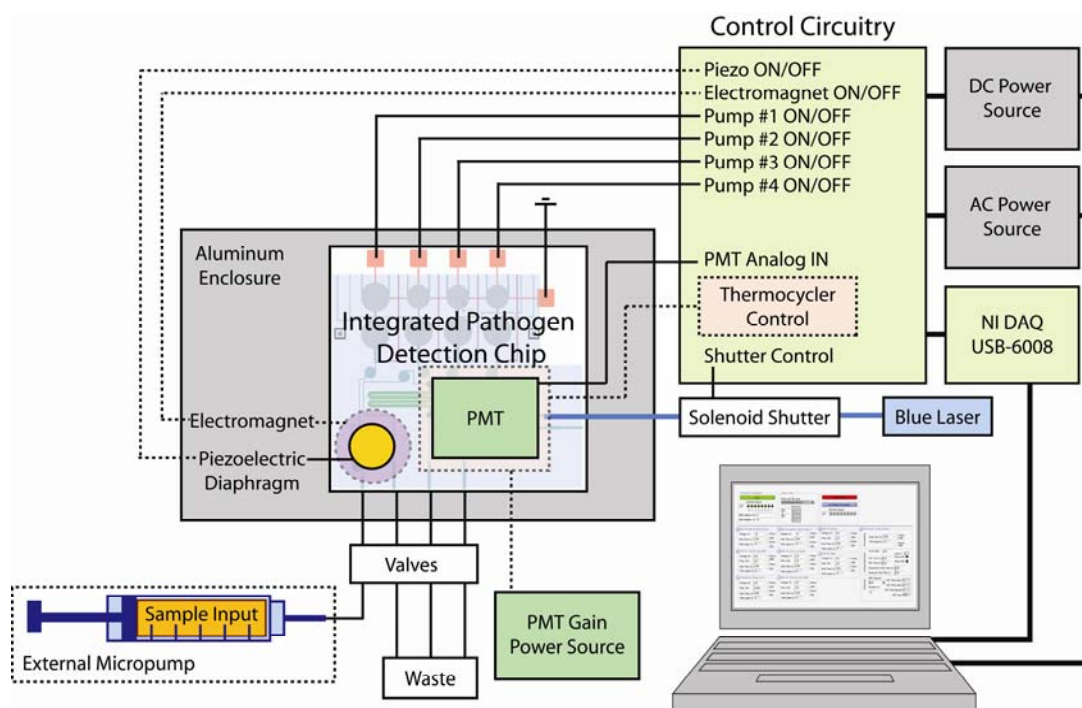 Control Circuitry
Piezo ON/OFF
Electromagnet ON/OFF
Pump #1 ON/OFF
Pump #2 ON/OFF
Pump #3 ON/OFF
Pump #4 ON/OFF
PMT Analog IN
Thermocycler
Control
Shutter Control
DC Power
Source
AC Power
Source
NI DAQ
USB-6008
Aluminum
Enclosure
Integrated Pathogen
Detection Chip
PMT
Electromagnet
Piezoelectric
Diaphragm
Solenoid Shutter
Blue Laser
Valves
Sample Input
External Micropump
PMT Gain
Power Source
Waste